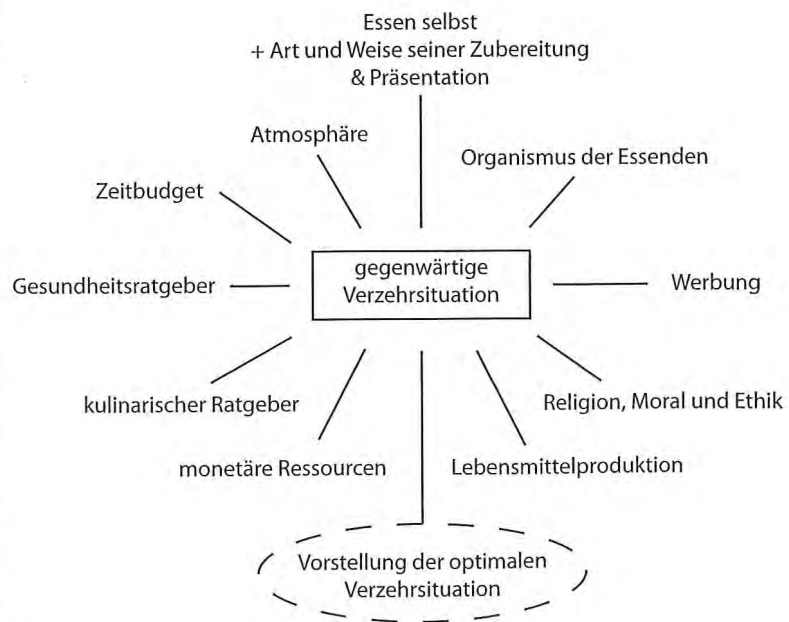 Essen selbst
+ Art und Weise seiner Zubereitung
& Präsentation
Atmosphäre
Organismus der Essenden
Zeitbudget
gegenwärtige
Verzehrsituation
Gesundheitsratgeber
Werbung
kulinarischer Ratgeber
Religion, Moral und Ethik
monetäre Ressourcen
Lebensmittelproduktion
Vorstellung der optimalen
Verzehrsituation